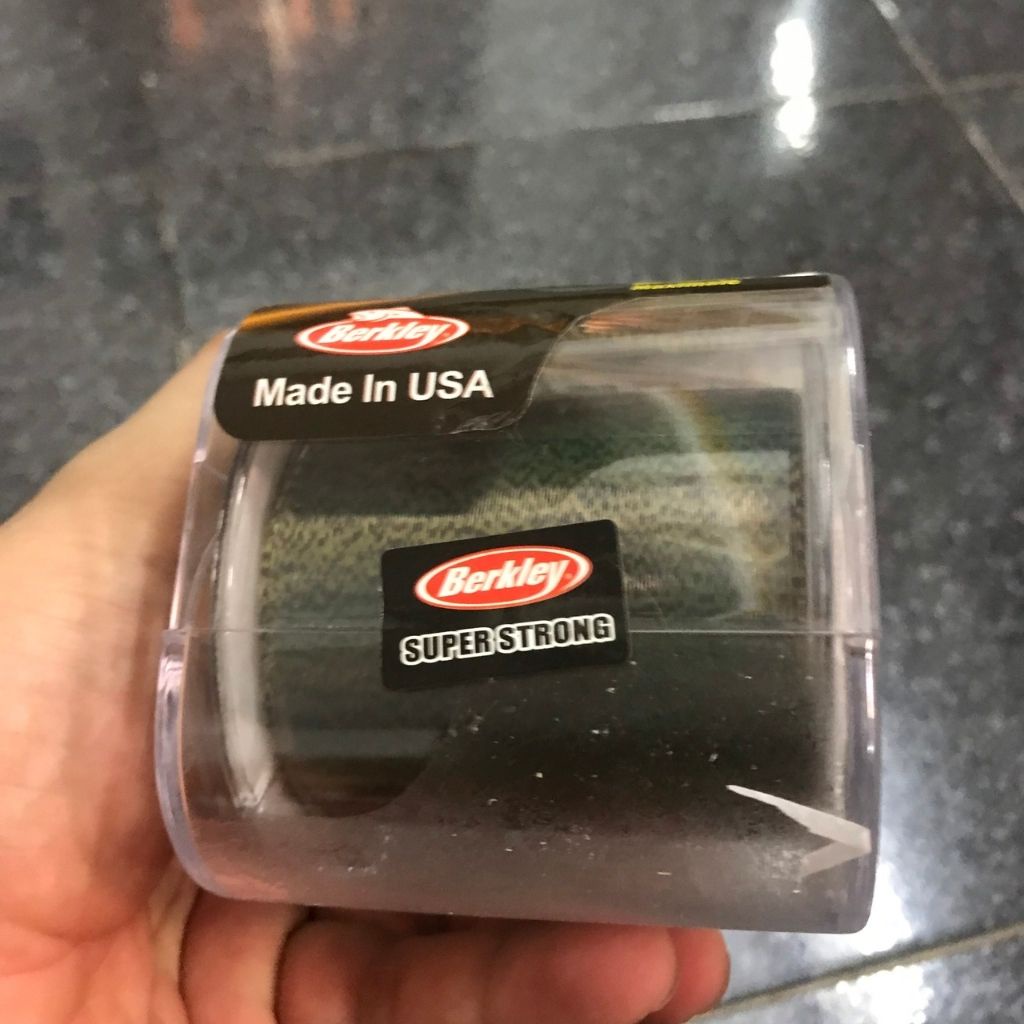 Berkley
Made In USA
Berkley®
SUPER STRONG